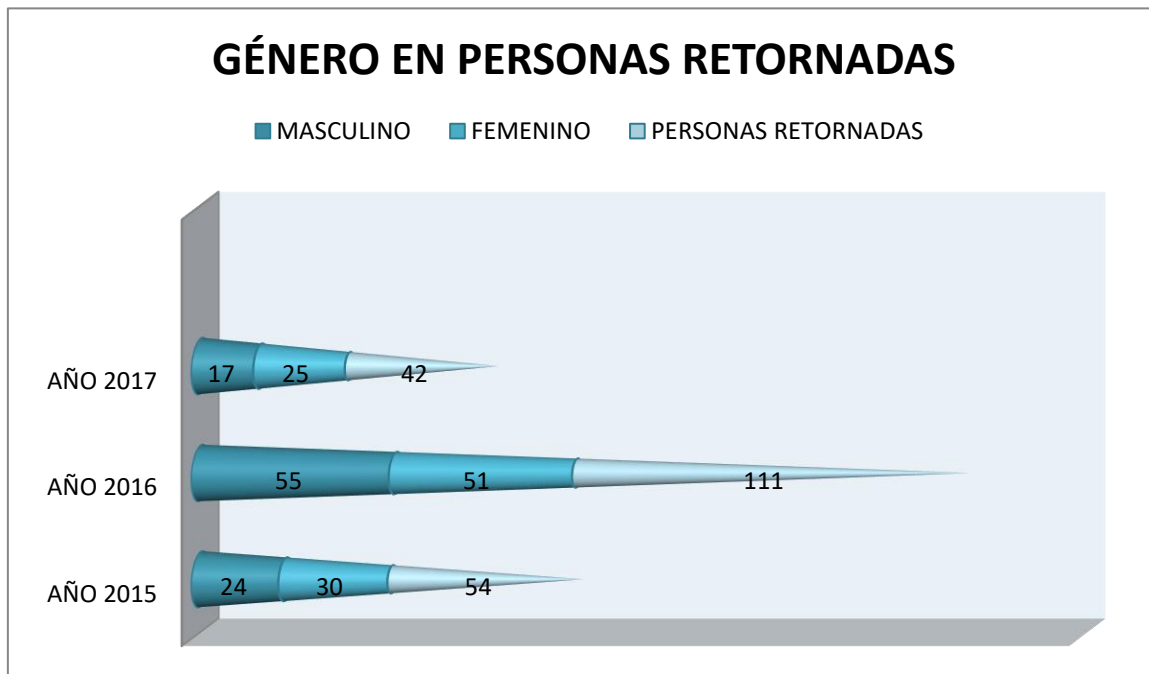 GÉNERO EN PERSONAS RETORNADAS
MASCULINO FEMENINO PERSONAS RETORNADAS
AÑO 2017 17 25 42
AÑO 2016 55 51 111
AÑO 2015 24 30 54